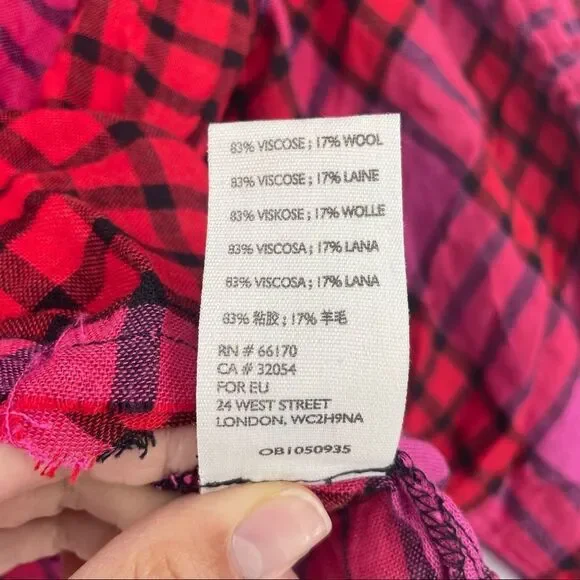 83% VISCOSE; 17% WOOL
83% VISCOSE; 17% LAINE
83% VISKOSE; 17% WOLLE
83% VISCOSA; 17% LANA
83% VISCOSA; 17% LANA
83% 粘胶; 17% 羊毛
RN # 66170
CA # 32054
FOR EU
24 WEST STREET
LONDON, WC2H9NA
OB1050935